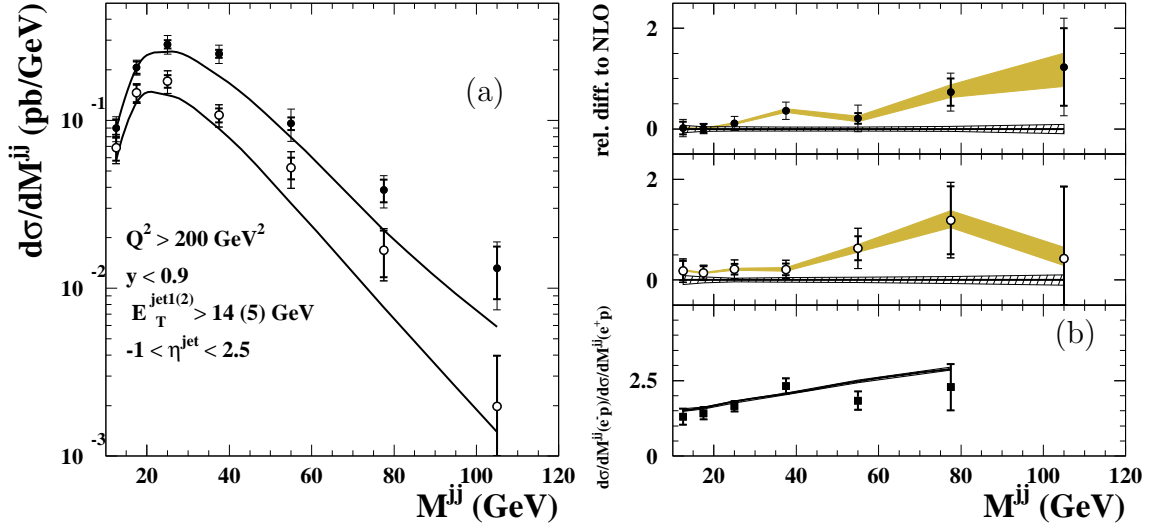 dσ/dM^jj (pb/GeV)
10^-1
10^-2
10^-3
(a)
Q^2 > 200 GeV^2
y < 0.9
E_T^jet1(2) > 14 (5) GeV
-1 < η^jet < 2.5
0 20 40 60 80 100 120
M^jj (GeV)
rel. diff. to NLO
2
0
2
0
dσ/dM^jj(e^-p)/dσ/dM^jj(e^+p)
2.5
0
(b)
20 40 60 80 100 120
M^jj (GeV)